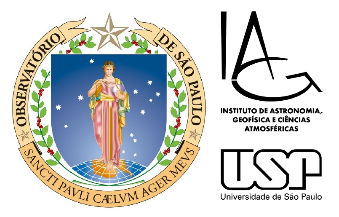 OBSERVATÓRIO DE SÃO PAULO
SANCTI PAVLI CÆLVM AGER MEVS
IAG
INSTITUTO DE ASTRONOMIA,
GEOFÍSICA E CIÊNCIAS
ATMOSFÉRICAS
USP
Universidade de São Paulo